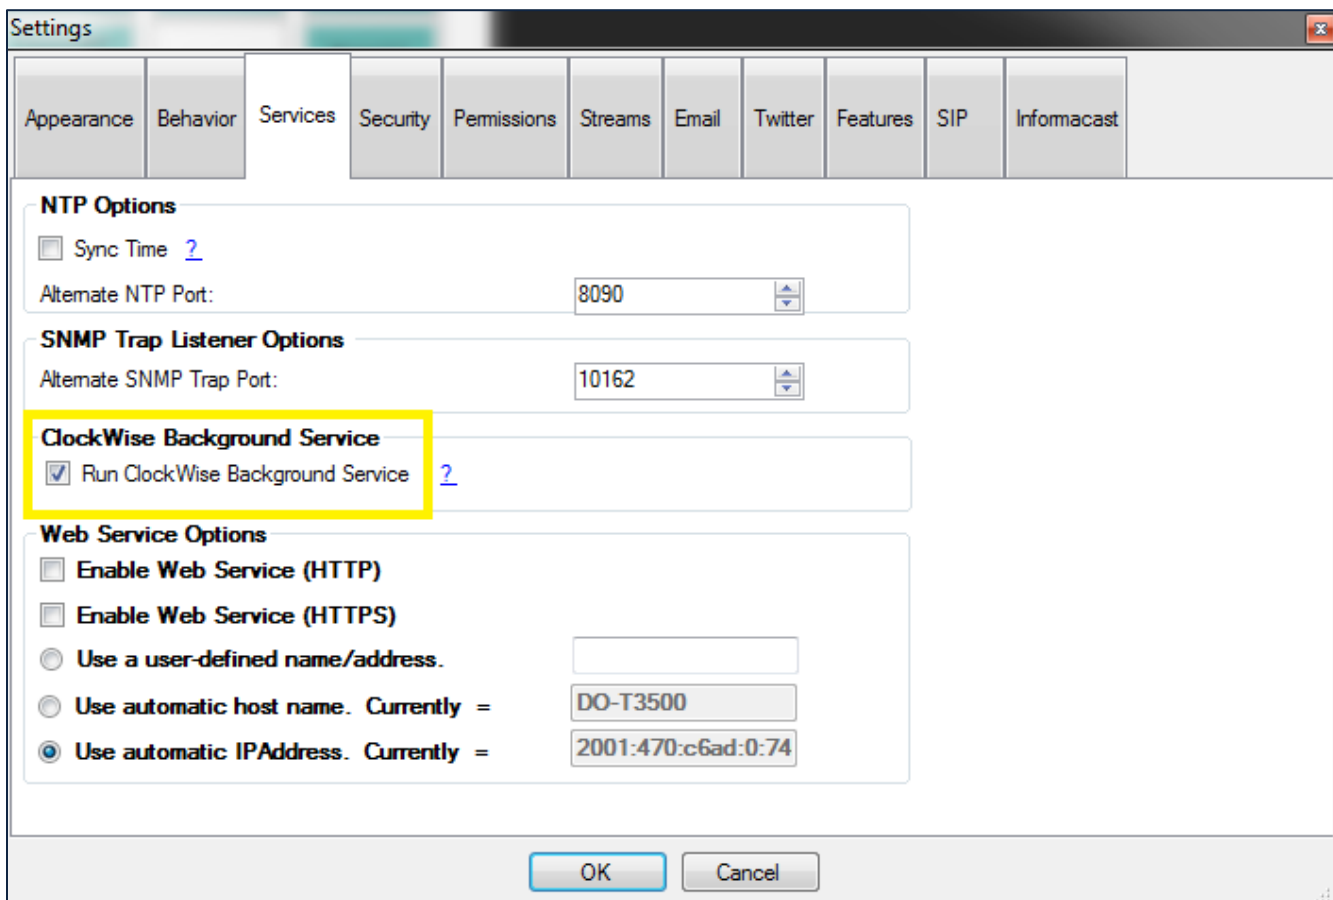 Settings
Appearance Behavior Services Security Permissions Streams Email Twitter Features SIP Informacast
NTP Options
Sync Time ?
Alternate NTP Port: 8090
SNMP Trap Listener Options
Alternate SNMP Trap Port: 10162
ClockWise Background Service
Run ClockWise Background Service ?
Web Service Options
Enable Web Service (HTTP)
Enable Web Service (HTTPS)
Use a user-defined name/address.
Use automatic host name. Currently = DO-T3500
Use automatic IPAddress. Currently = 2001:470:c6ad:0:74
OK Cancel